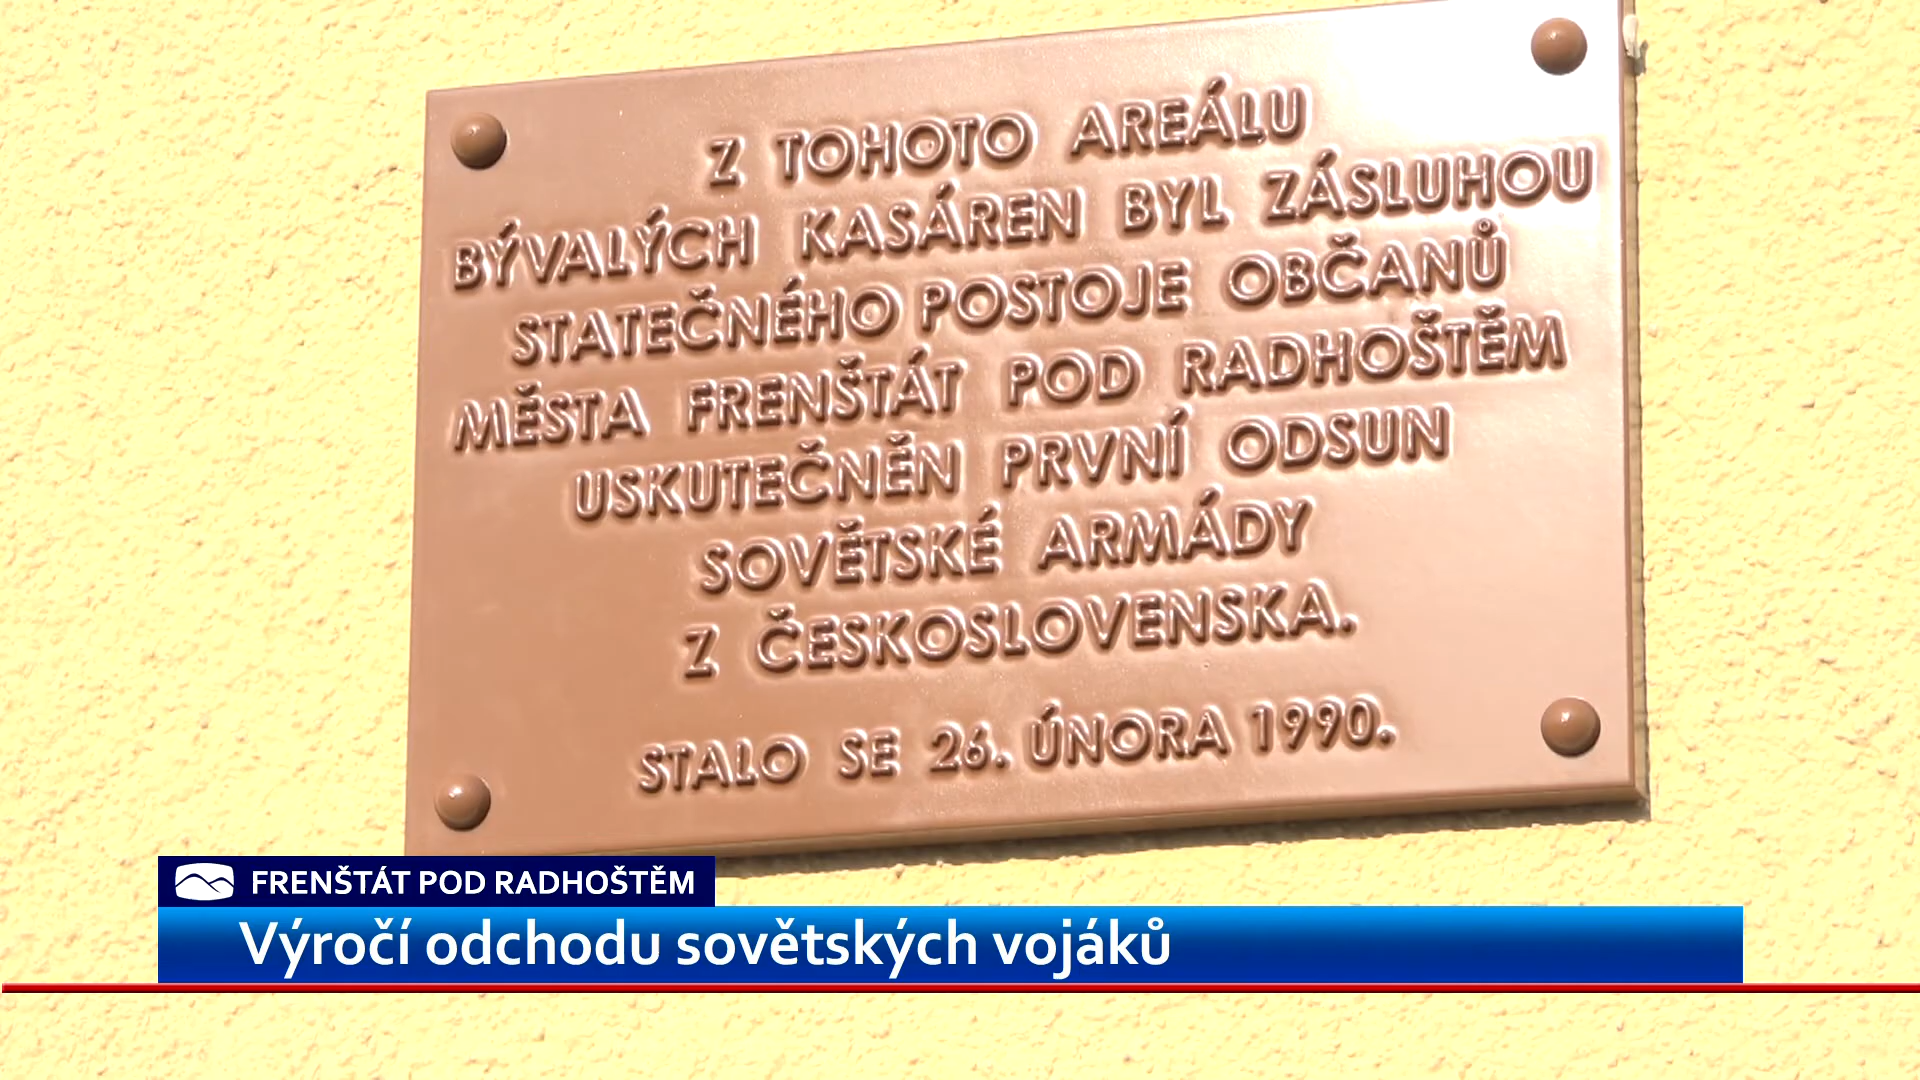 Z TOHOTO AREÁLU
BÝVALÝCH KASÁREN BYL ZÁSLUHOU
STATEČNÉHO POSTOJE OBČANŮ
MĚSTA FRENŠTÁT POD RADHOŠTĚM
USKUTEČNĚN PRVNÍ ODSUN
SOVĚTSKÉ ARMÁDY
Z ČESKOSLOVENSKA.
STALO SE 26. ÚNORA 1990.
FRENŠTÁT POD RADHOŠTĚM
Výročí odchodu sovětských vojáků